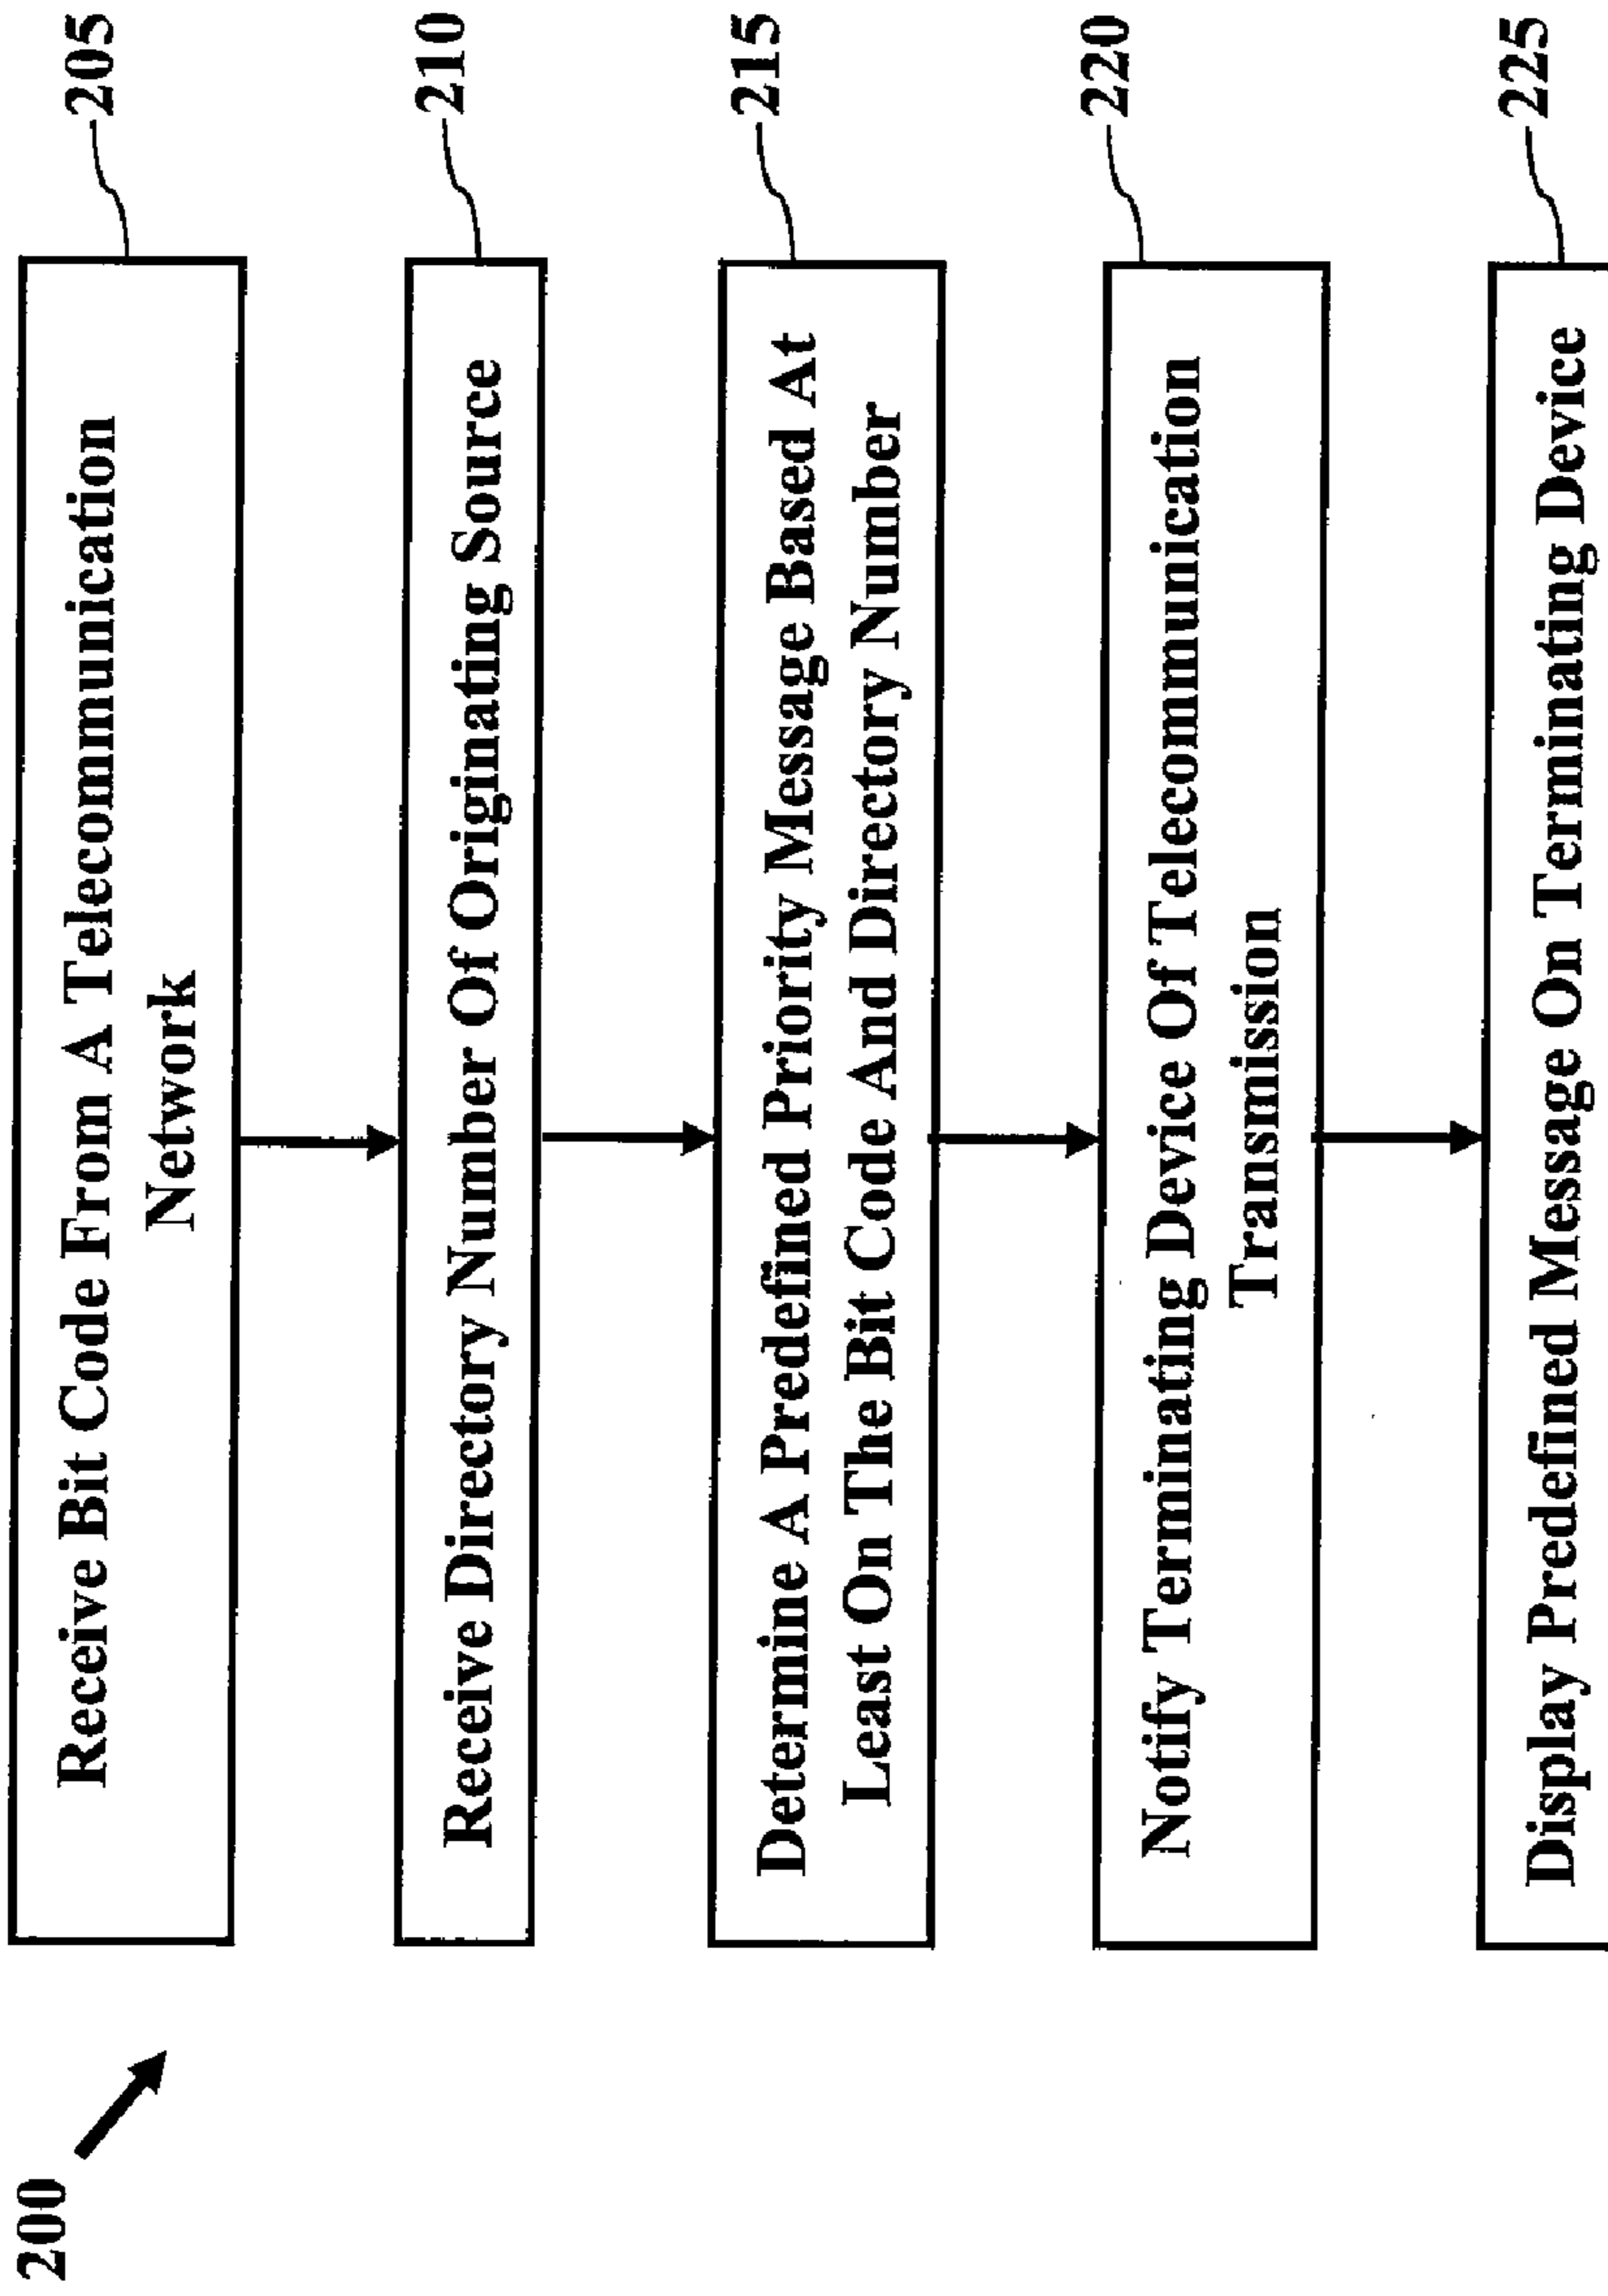 200
Receive Bit Code From A Telecommunication
Network
205
Receive Directory Number Of Originating Source
210
Determine A Predefined Priority Message Based At
Least On The Bit Code And Directory Number
215
Notify Terminating Device Of Telecommunication
Transmission
220
Display Predefined Message On Terminating Device
225